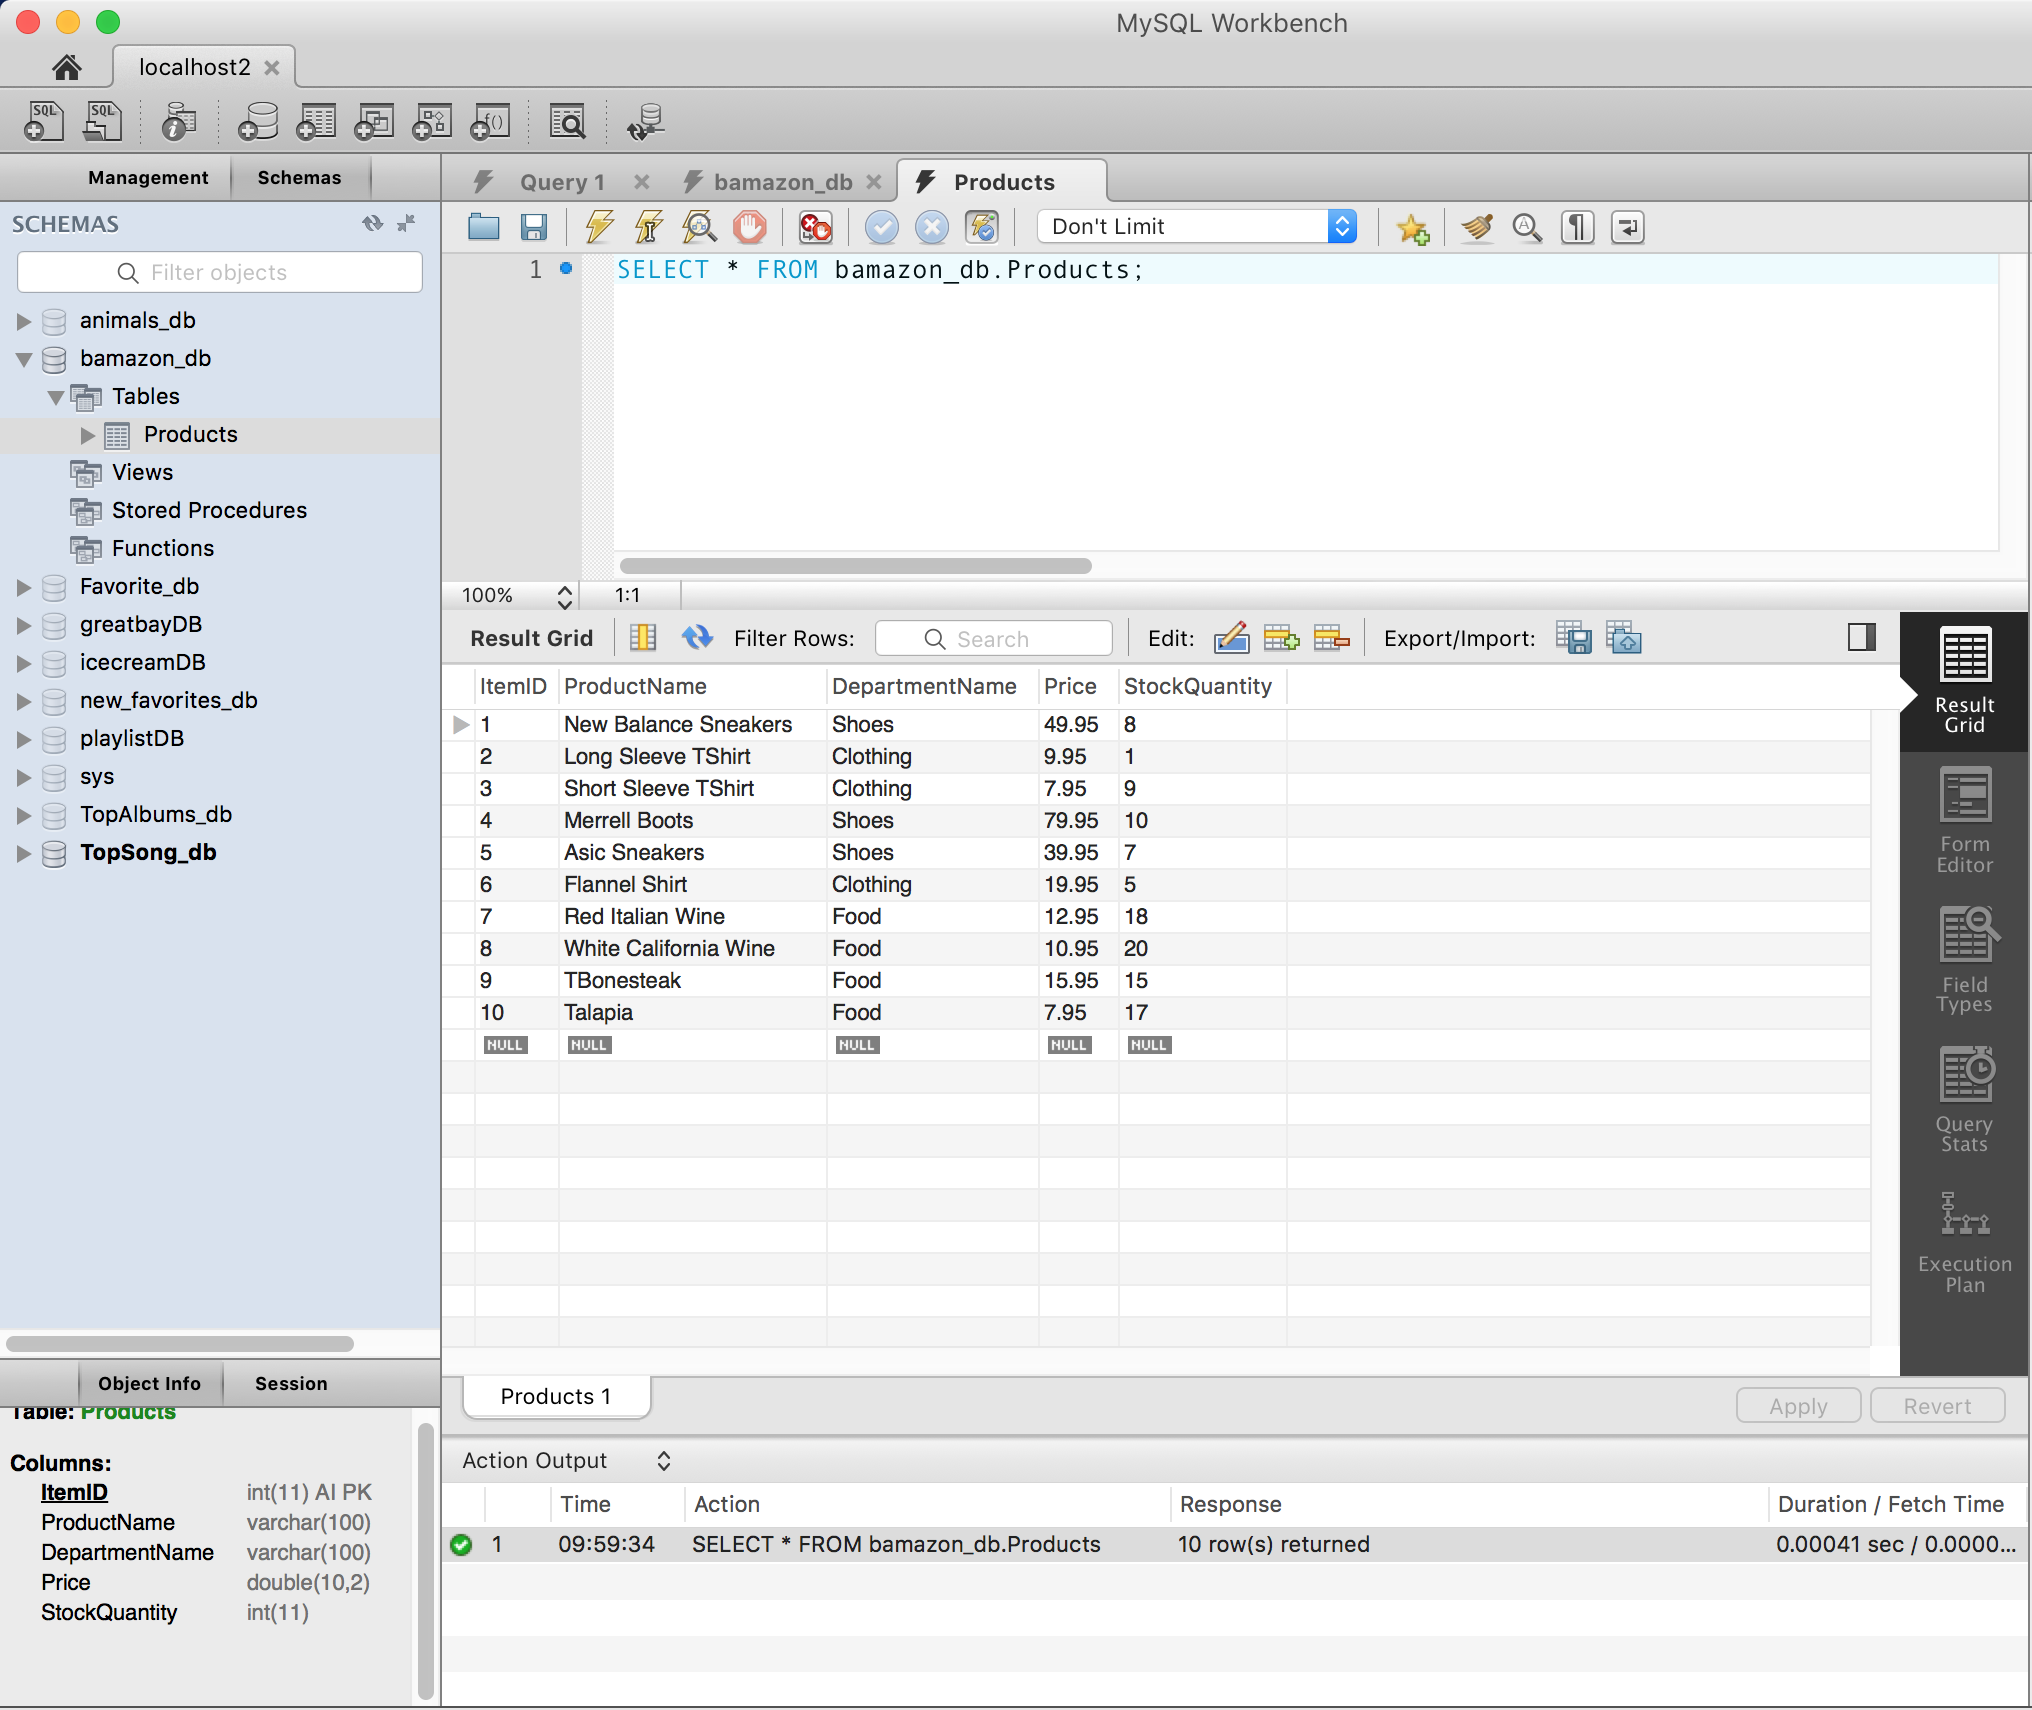 MySQL Workbench
localhost2
SQL SQL f()
Management Schemas
SCHEMAS
Filter objects
animals_db
bamazon_db
Tables
Products
Views
Stored Procedures
Functions
Favorite_db
greatbayDB
icecreamDB
new_favorites_db
playlistDB
sys
TopAlbums_db
TopSong_db
Object Info Session
Table: Products
Columns:
ItemID int(11) AI PK
ProductName varchar(100)
DepartmentName varchar(100)
Price double(10,2)
StockQuantity int(11)
Query 1 bamazon_db Products
Don't Limit
1 SELECT * FROM bamazon_db.Products;
100% 1:1
Result Grid Filter Rows: Search Edit: Export/Import:
ItemID ProductName DepartmentName Price StockQuantity
1 New Balance Sneakers Shoes 49.95 8
2 Long Sleeve TShirt Clothing 9.95 1
3 Short Sleeve TShirt Clothing 7.95 9
4 Merrell Boots Shoes 79.95 10
5 Asic Sneakers Shoes 39.95 7
6 Flannel Shirt Clothing 19.95 5
7 Red Italian Wine Food 12.95 18
8 White California Wine Food 10.95 20
9 TBonesteak Food 15.95 15
10 Talapia Food 7.95 17
NULL NULL NULL NULL NULL
Result
Grid
Form
Editor
Field
Types
Query
Stats
Execution
Plan
Products 1 Apply Revert
Action Output
Time Action Response Duration / Fetch Time
1 09:59:34 SELECT * FROM bamazon_db.Products 10 row(s) returned 0.00041 sec / 0.0000...